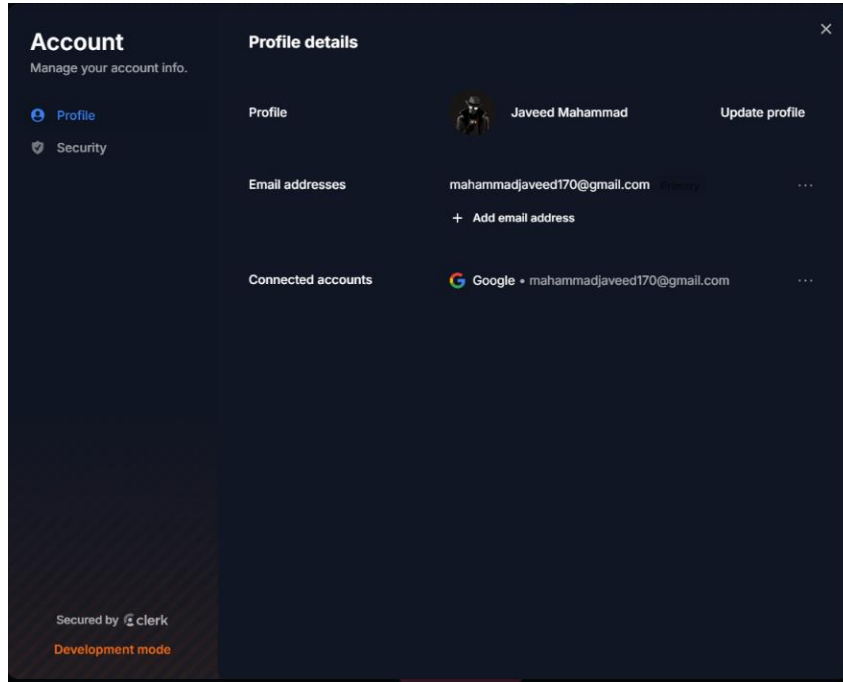 Account
Manage your account info.
Profile
Security
Profile details
Profile
Javeed Mahammad
Update profile
Email addresses
mahammadjaveed170@gmail.com Primary
+ Add email address
Connected accounts
Google • mahammadjaveed170@gmail.com
Secured by clerk
Development mode